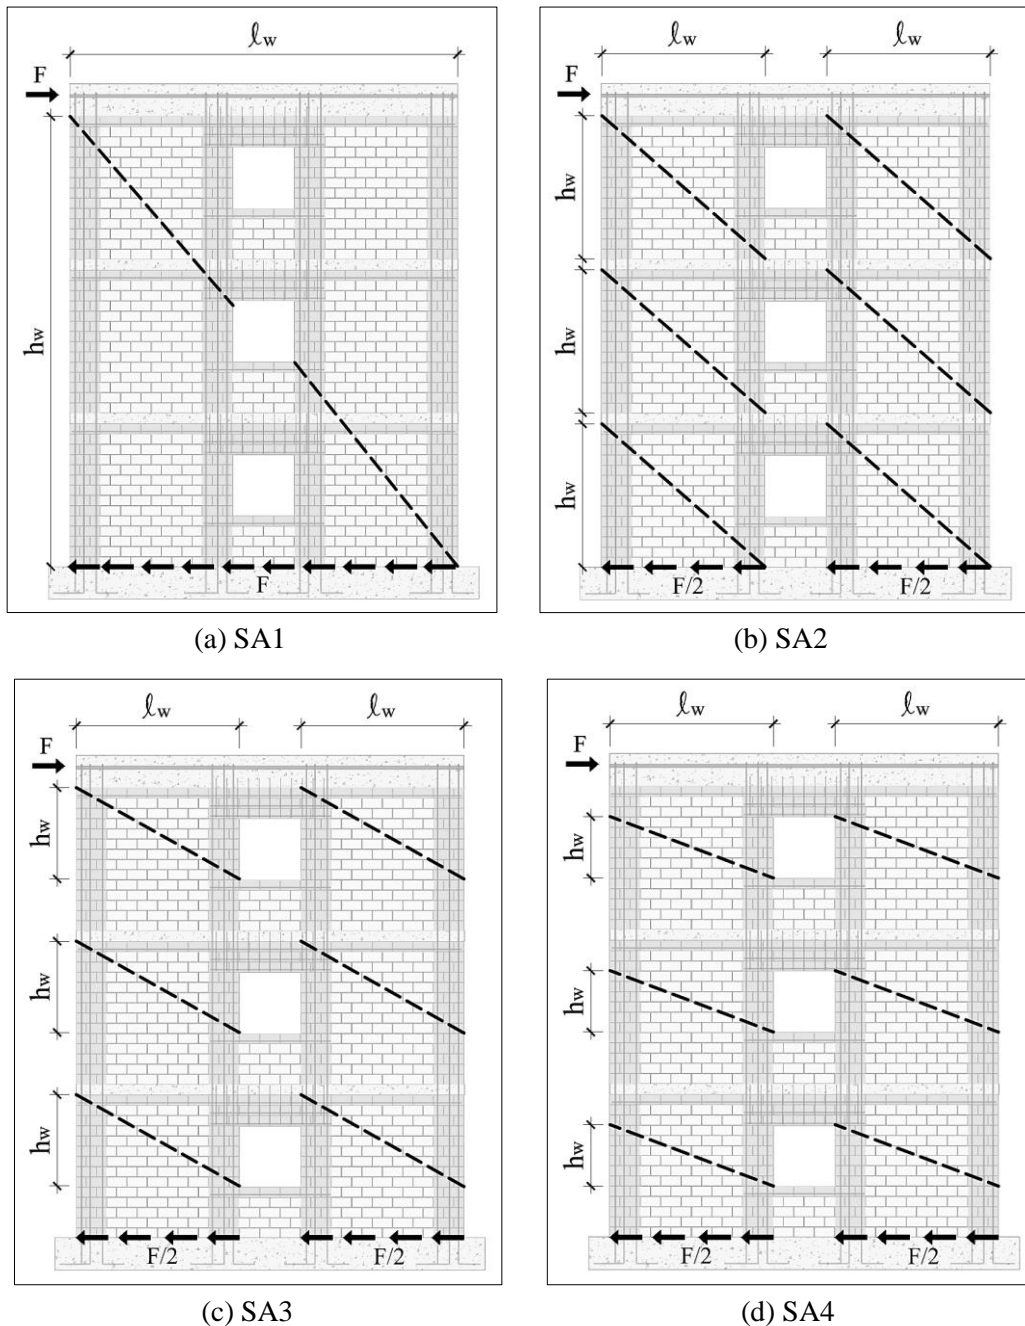 ℓw
F
hw
F
(a) SA1
ℓw ℓw
F
hw
hw
hw
F/2 F/2
(b) SA2
ℓw ℓw
F
hw
hw
hw
F/2 F/2
(c) SA3
ℓw ℓw
F
hw
hw
hw
F/2 F/2
(d) SA4